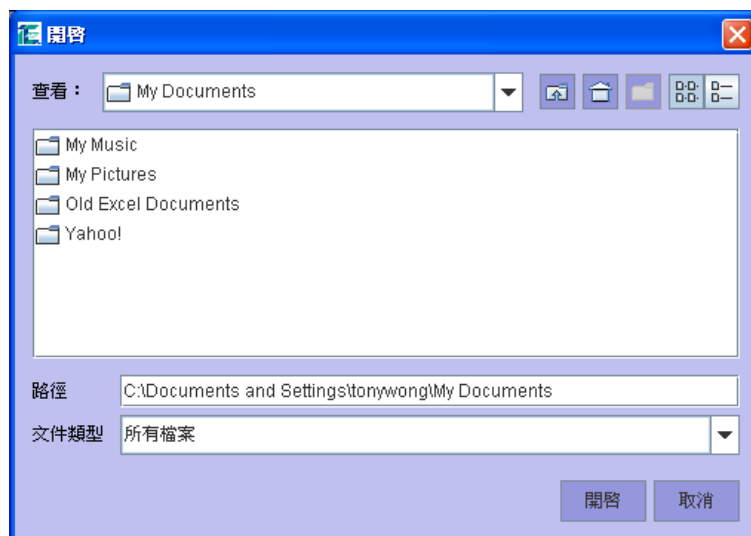 開啓
查看： My Documents
My Music
My Pictures
Old Excel Documents
Yahoo!
路徑 C:\Documents and Settings\tonywong\My Documents
文件類型 所有檔案
開啓 取消